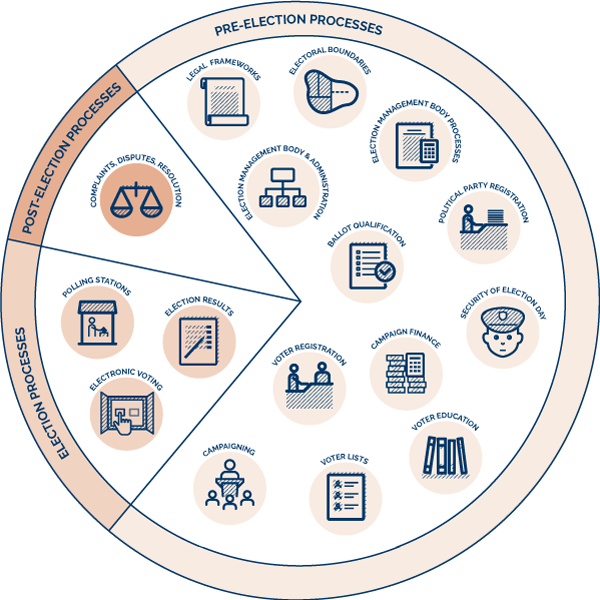 PRE-ELECTION PROCESSES
LEGAL FRAMEWORKS
ELECTORAL BOUNDARIES
ELECTION MANAGEMENT BODY PROCESSES
ELECTION MANAGEMENT BODY & ADMINISTRATION
POLITICAL PARTY REGISTRATION
BALLOT QUALIFICATION
SECURITY OF ELECTION DAY
CAMPAIGN FINANCE
VOTER REGISTRATION
VOTER EDUCATION
VOTER LISTS
CAMPAIGNING
POST-ELECTION PROCESSES
COMPLAINTS, DISPUTES, RESOLUTION
ELECTION PROCESSES
POLLING STATIONS
ELECTION RESULTS
ELECTRONIC VOTING